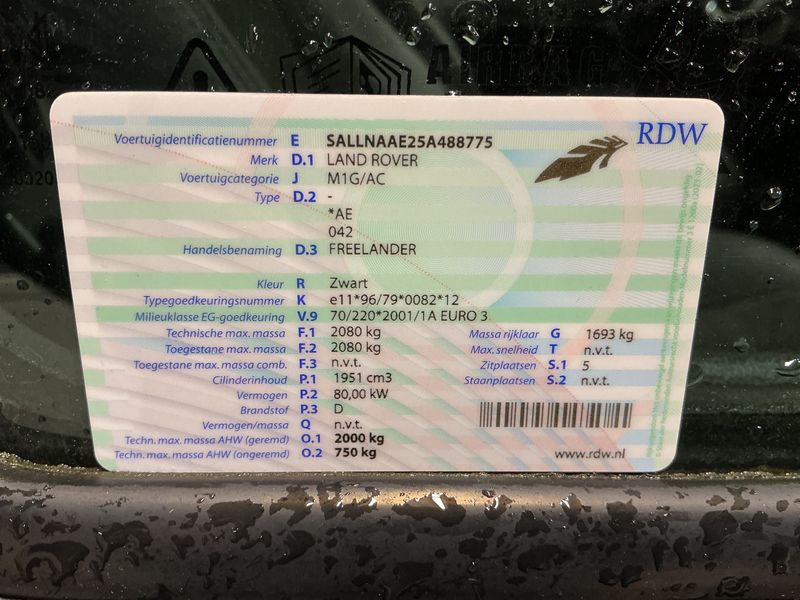 AIRBAG
RDW
Voertuigidentificatienummer E SALLNAAE25A488775
Merk D.1 LAND ROVER
Voertuigcategorie J M1G/AC
Type D.2 -
*AE
042
Handelsbenaming D.3 FREELANDER
Kleur R Zwart
Typegoedkeuringsnummer K e11*96/79*0082*12
Milieuklasse EG-goedkeuring V.9 70/220*2001/1A EURO 3
Technische max. massa F.1 2080 kg Massa rijklaar G 1693 kg
Toegestane max. massa F.2 2080 kg Max. snelheid T n.v.t.
Toegestane max. massa comb. F.3 n.v.t. Zitplaatsen S.1 5
Cilinderinhoud P.1 1951 cm3 Staanplaatsen S.2 n.v.t.
Vermogen P.2 80,00 kW
Brandstof P.3 D
Vermogen/massa Q n.v.t.
Techn. max. massa AHW (geremd) O.1 2000 kg
Techn. max. massa AHW (ongeremd) O.2 750 kg
www.rdw.nl